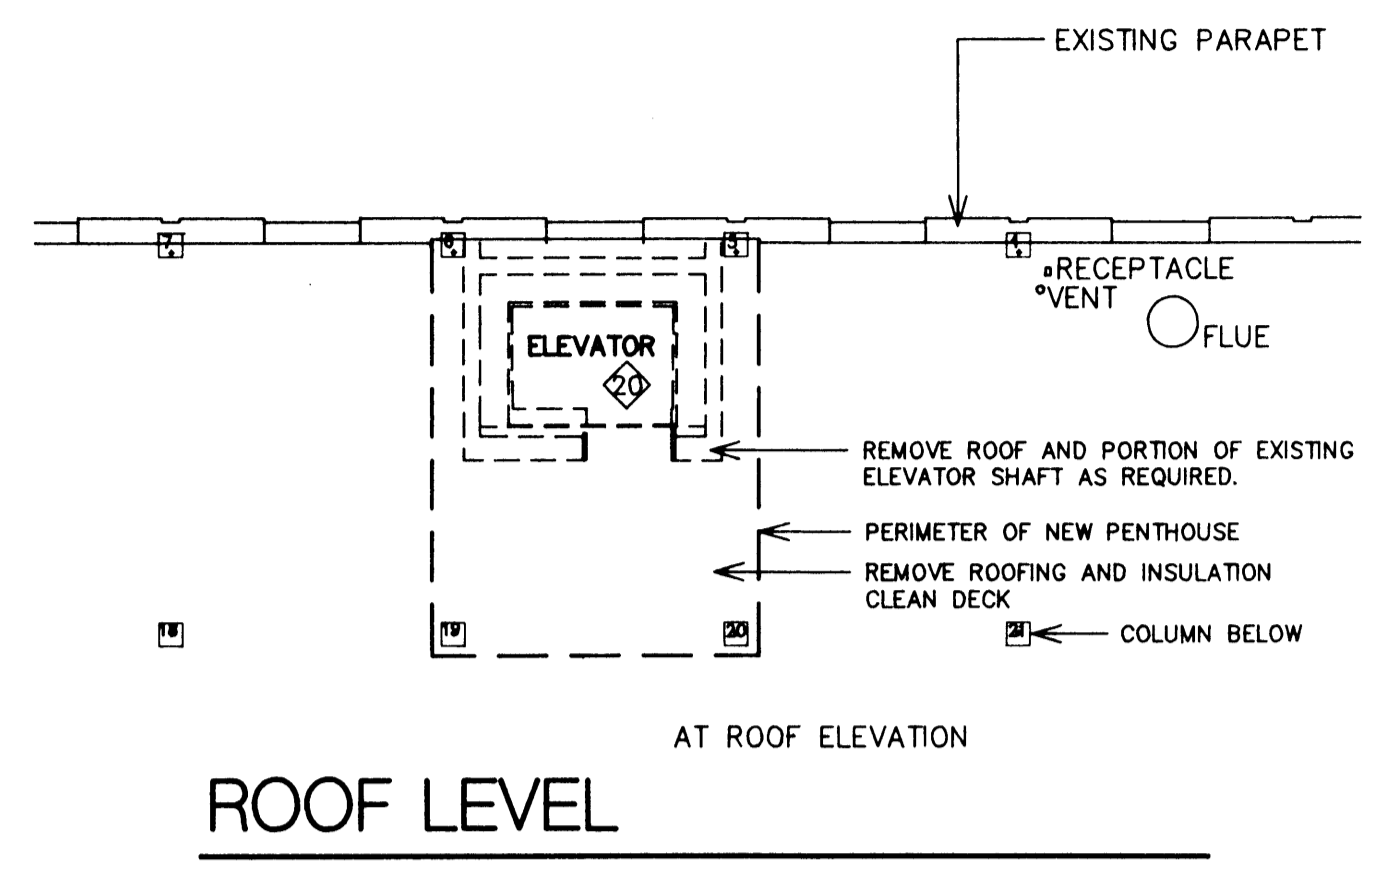 EXISTING PARAPET
7
6
5
4
RECEPTACLE
VENT
FLUE
ELEVATOR
20
REMOVE ROOF AND PORTION OF EXISTING
ELEVATOR SHAFT AS REQUIRED.
PERIMETER OF NEW PENTHOUSE
REMOVE ROOFING AND INSULATION
CLEAN DECK
18
19
20
21
COLUMN BELOW
AT ROOF ELEVATION
ROOF LEVEL